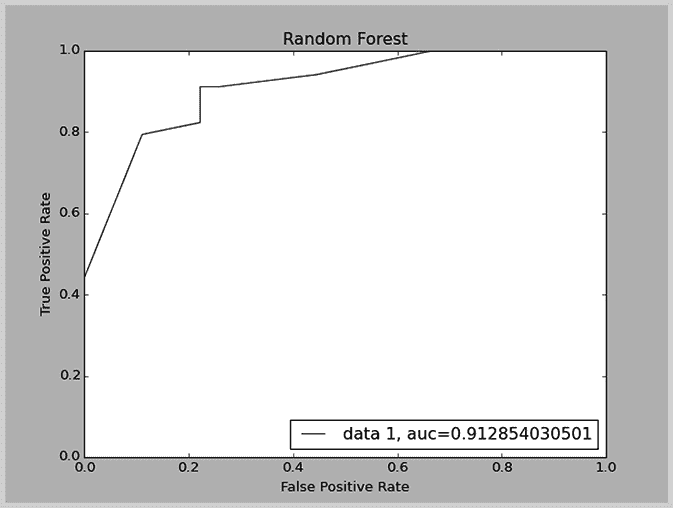 Random Forest
1.0
0.8
0.6
0.4
0.2
0.0
True Positive Rate
data 1, auc=0.912854030501
0.0 0.2 0.4 0.6 0.8 1.0
False Positive Rate